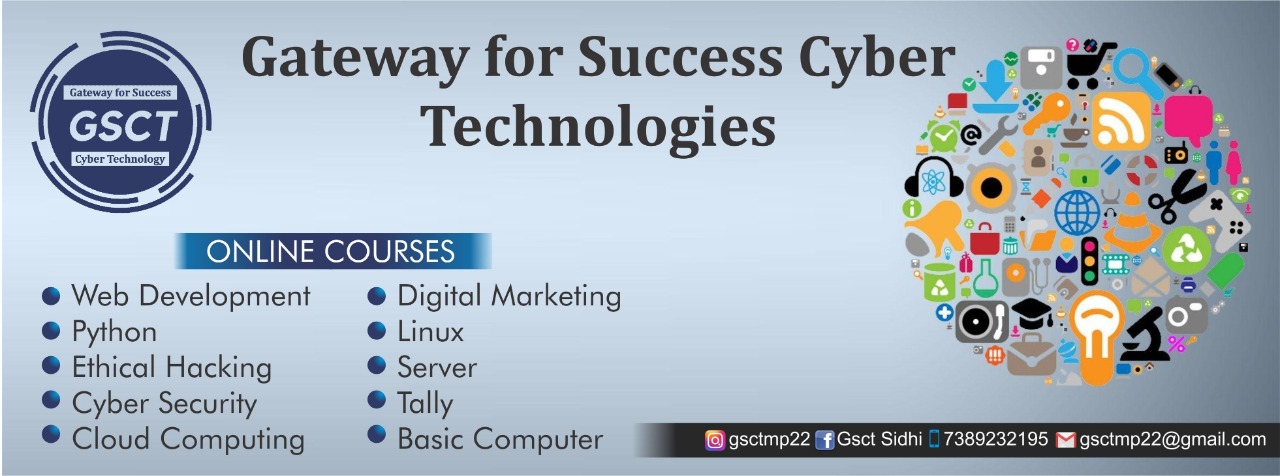 Gateway for Success
GSCT
Cyber Technology
Gateway for Success Cyber
Technologies
ONLINE COURSES
Web Development
Python
Ethical Hacking
Cyber Security
Cloud Computing
Digital Marketing
Linux
Server
Tally
Basic Computer
gsctmp22 Gsct Sidhi 7389232195 gsctmp22@gmail.com